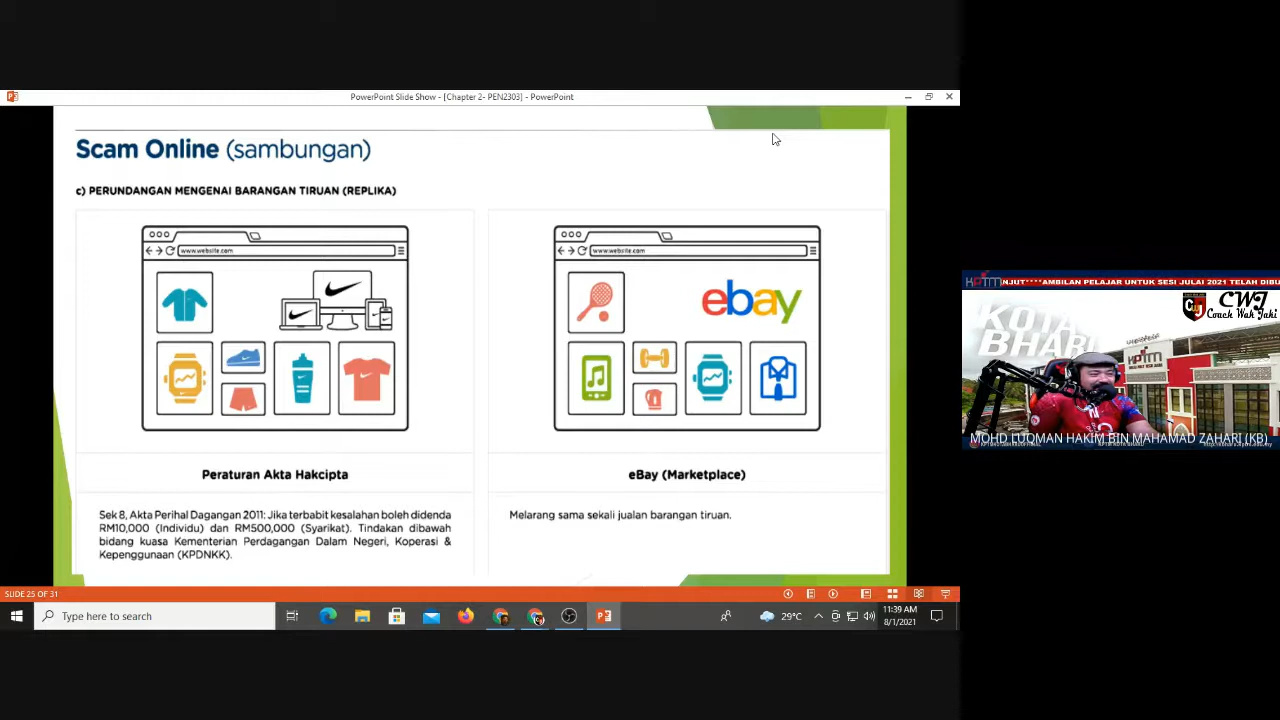 PowerPoint Slide Show - [Chapter 2- PEN2303] - PowerPoint
Scam Online (sambungan)
c) PERUNDANGAN MENGENAI BARANGAN TIRUAN (REPLIKA)
www.website.com
www.website.com
ebay
Peraturan Akta Hakcipta
eBay (Marketplace)
Sek 8, Akta Perihal Dagangan 2011: Jika terbabit kesalahan boleh didenda
RM10,000 (Individu) dan RM500,000 (Syarikat). Tindakan dibawah
bidang kuasa Kementerian Perdagangan Dalam Negeri, Koperasi &
Kepenggunaan (KPDNKK).
Melarang sama sekali jualan barangan tiruan.
SLIDE 25 OF 31
Type here to search
29°C
11:39 AM
8/1/2021
KPTM
NJUT****AMBILAN PELAJAR UNTUK SESI JULAI 2021 TELAH DIBU
CWJ
Coach Wak Jaki
KOTA
BHARU
KPTM
MOHD LUQMAN HAKIM BIN MAHAMAD ZAHARI (KB)